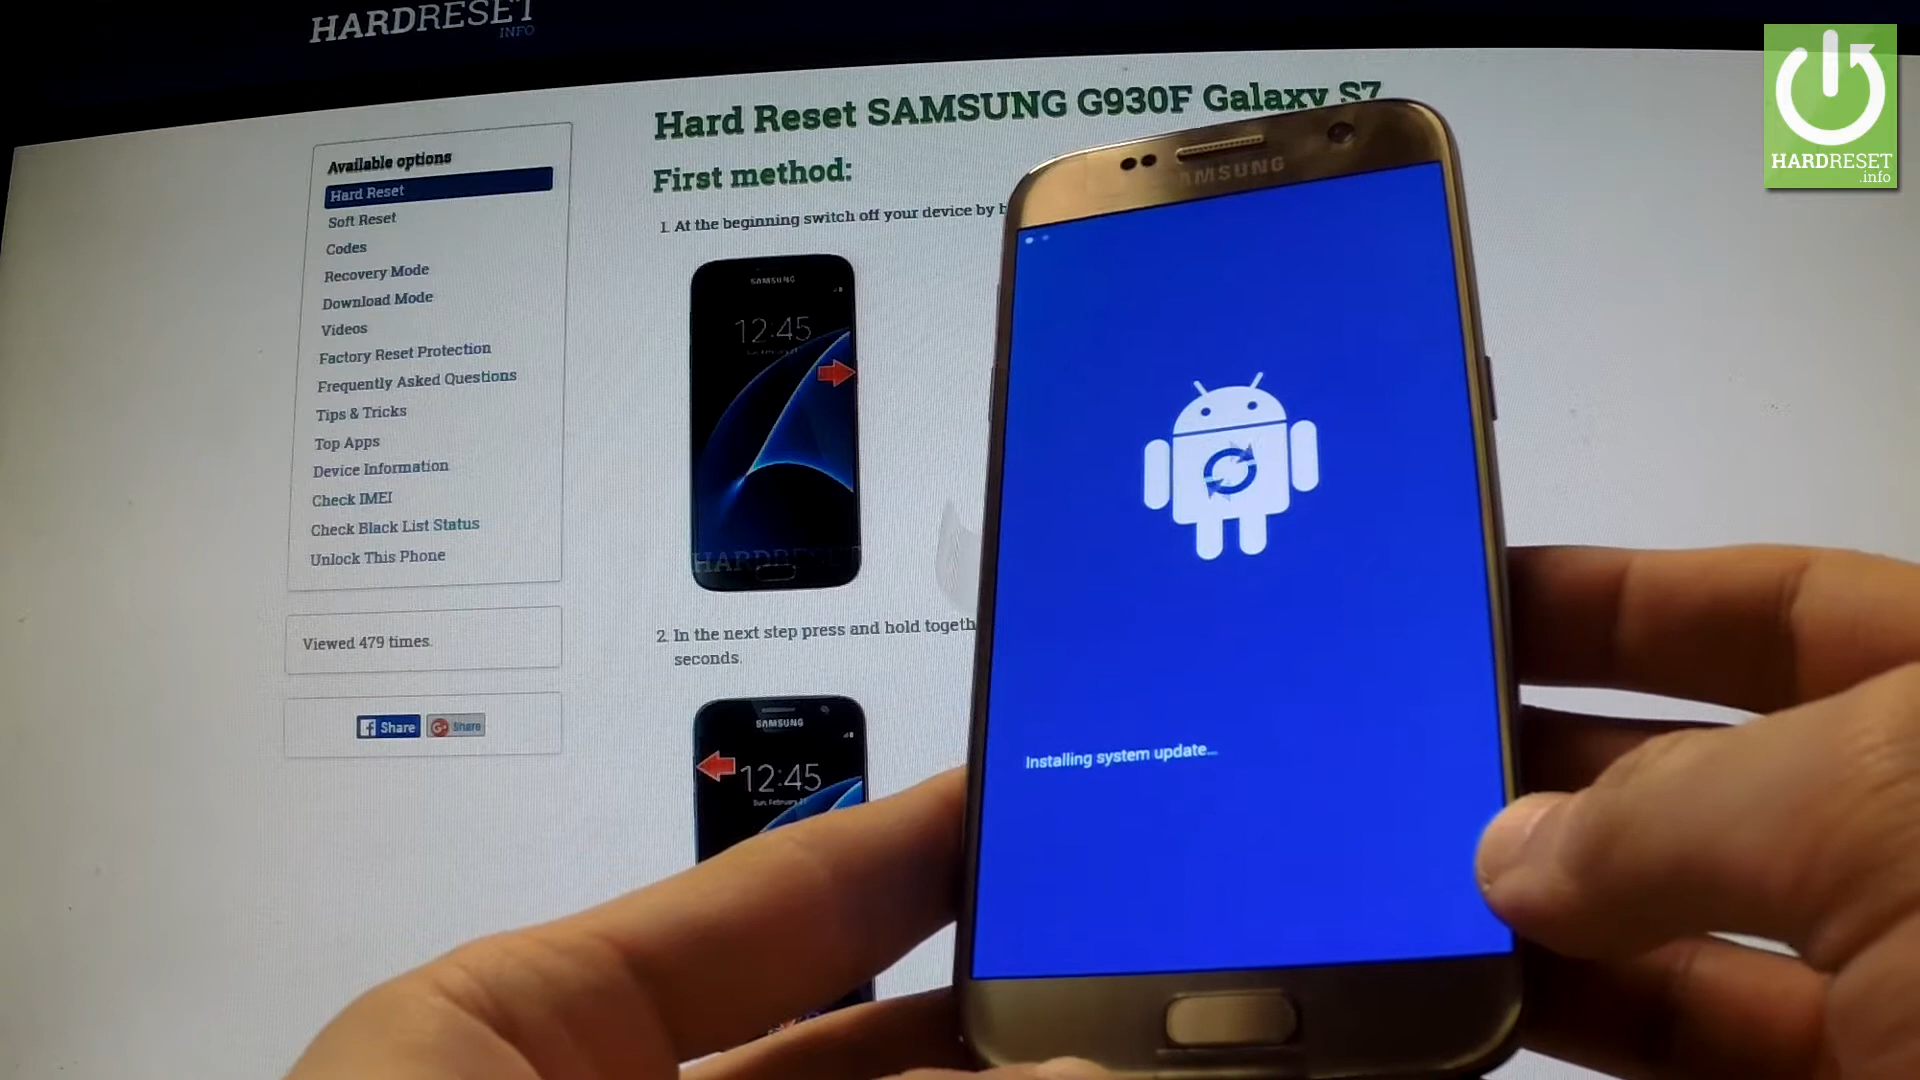 HARDRESET
INFO
HARDRESET
.info
Available options
Hard Reset
Soft Reset
Codes
Recovery Mode
Download Mode
Videos
Factory Reset Protection
Frequently Asked Questions
Tips & Tricks
Top Apps
Device Information
Check IMEI
Check Black List Status
Unlock This Phone
Viewed 479 times.
Share
Share
Hard Reset SAMSUNG G930F Galaxy S7
First method:
1. At the beginning switch off your device by
SAMSUNG
12:45
HARDRESET
2. In the next step press and hold
seconds.
SAMSUNG
12:45
Sun, February 21
SAMSUNG
Installing system update...